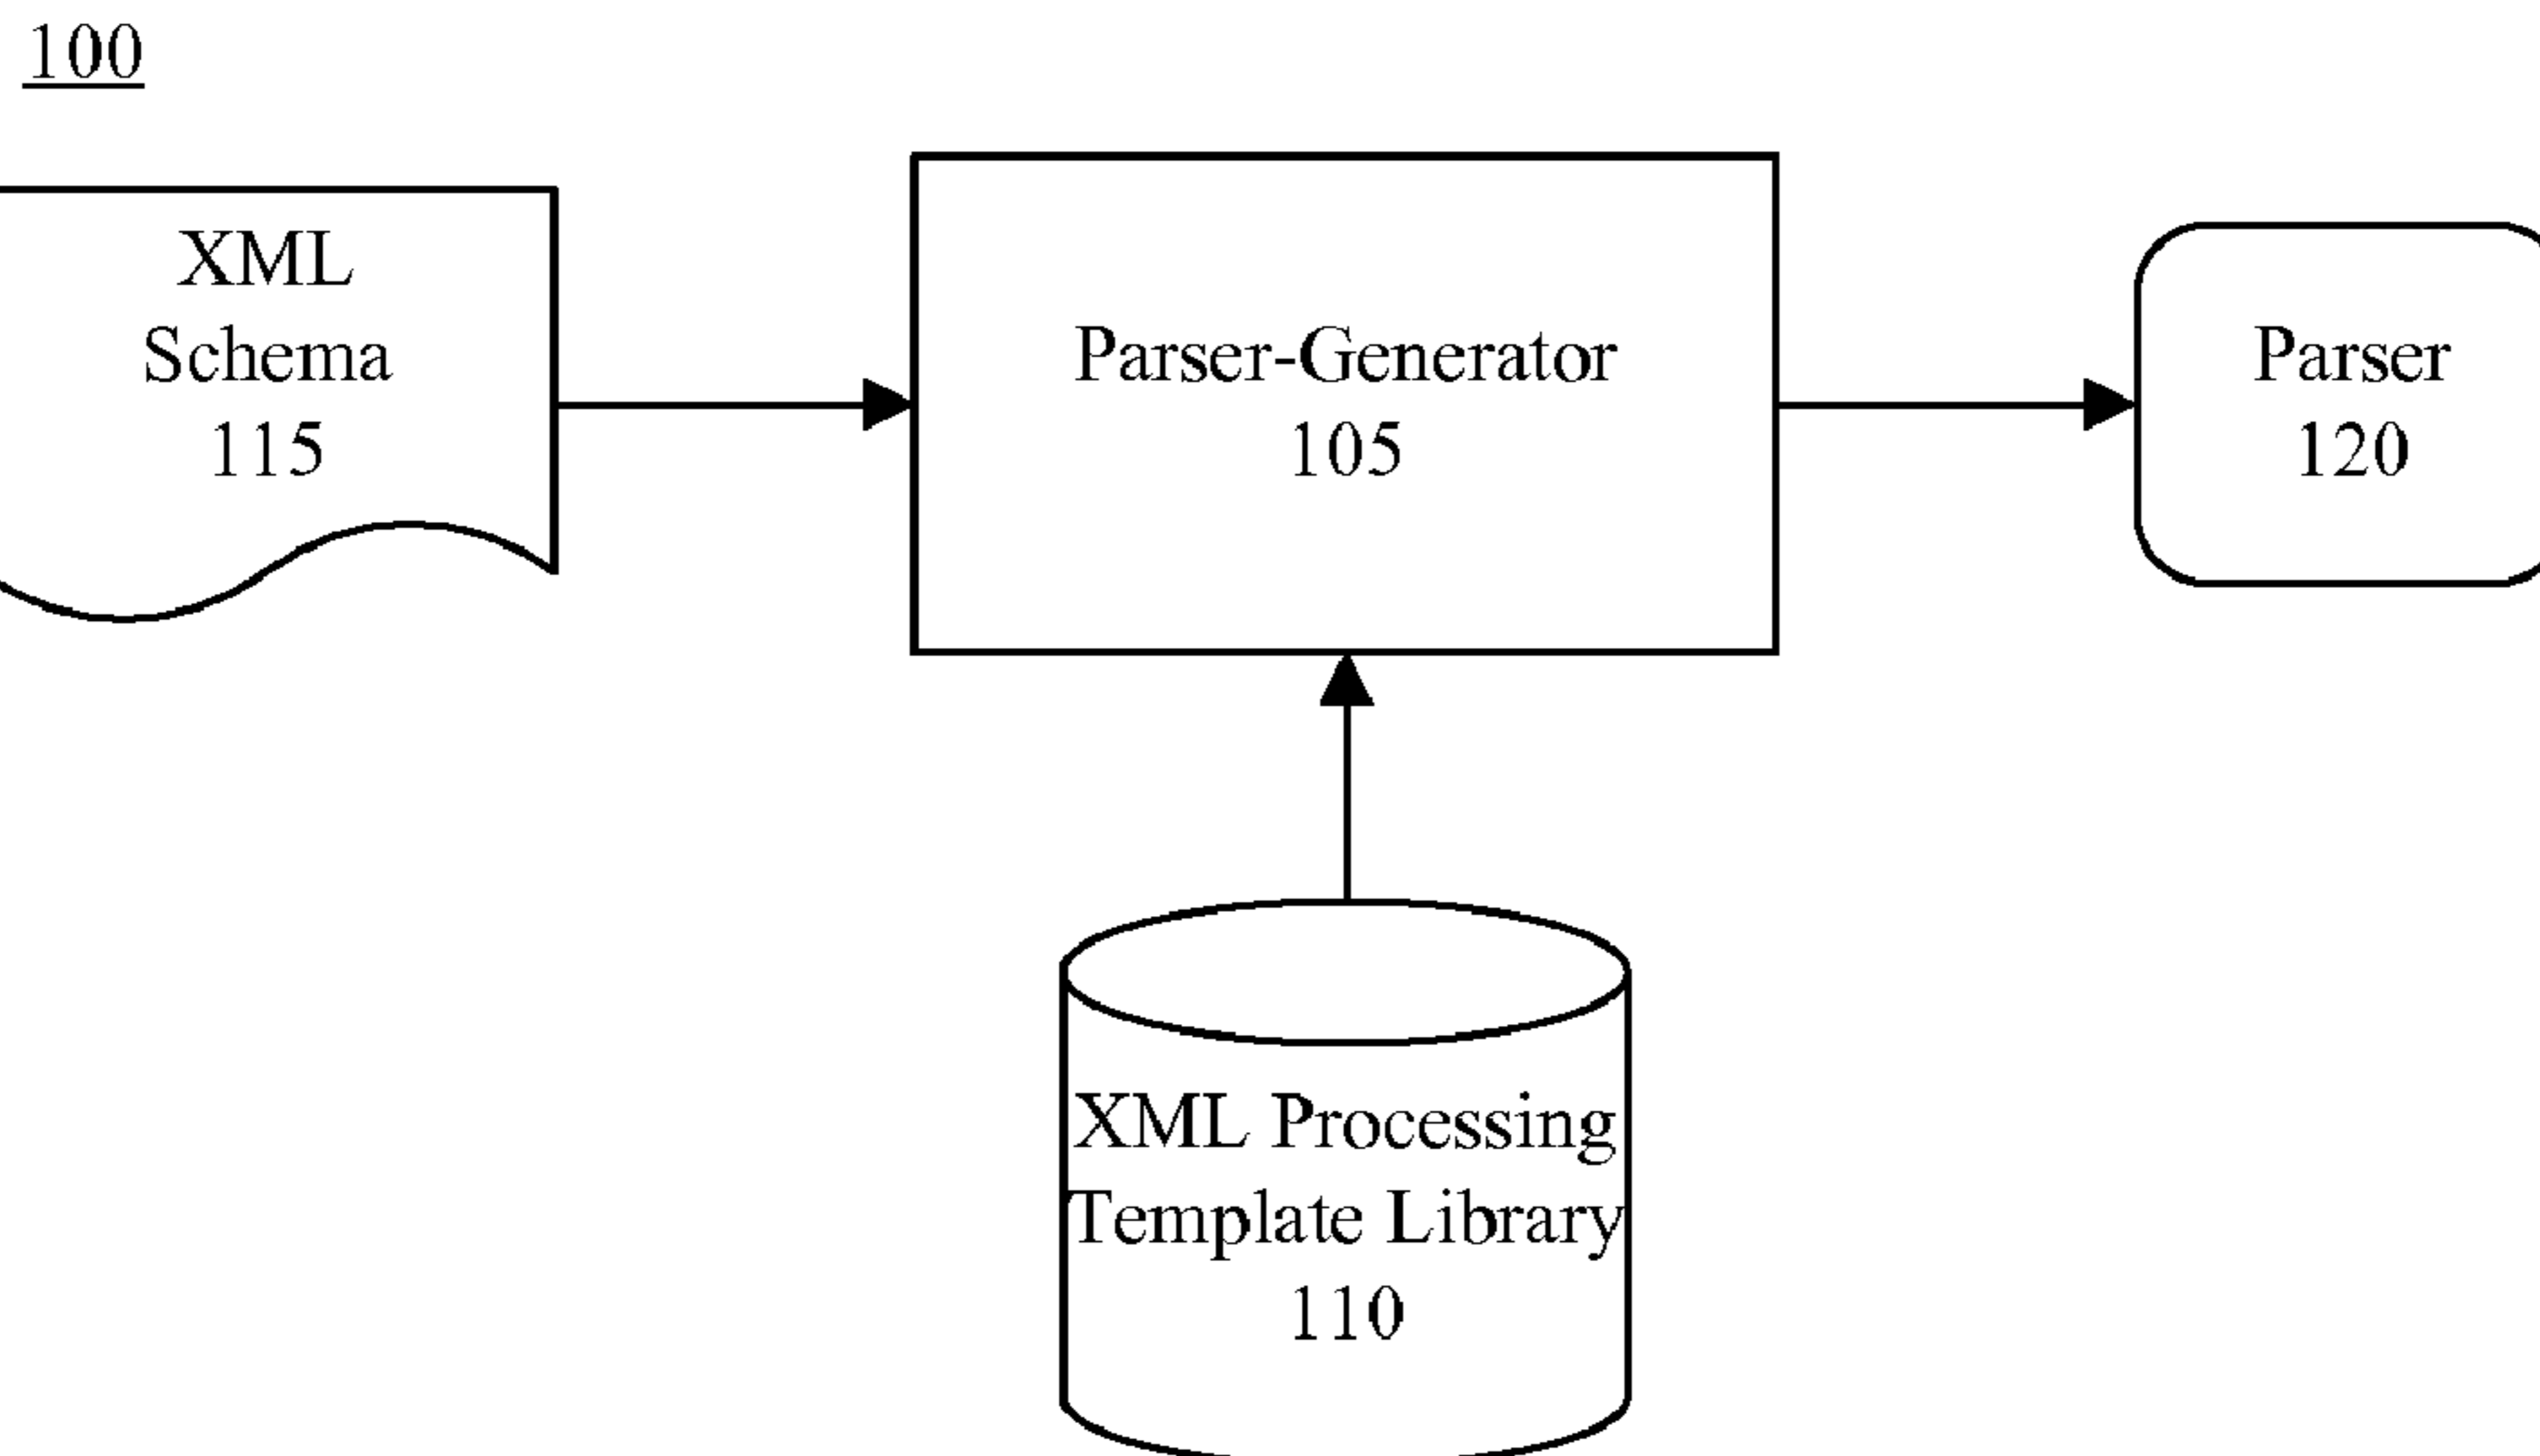 100
XML
Schema
115
Parser-Generator
105
Parser
120
XML Processing
Template Library
110